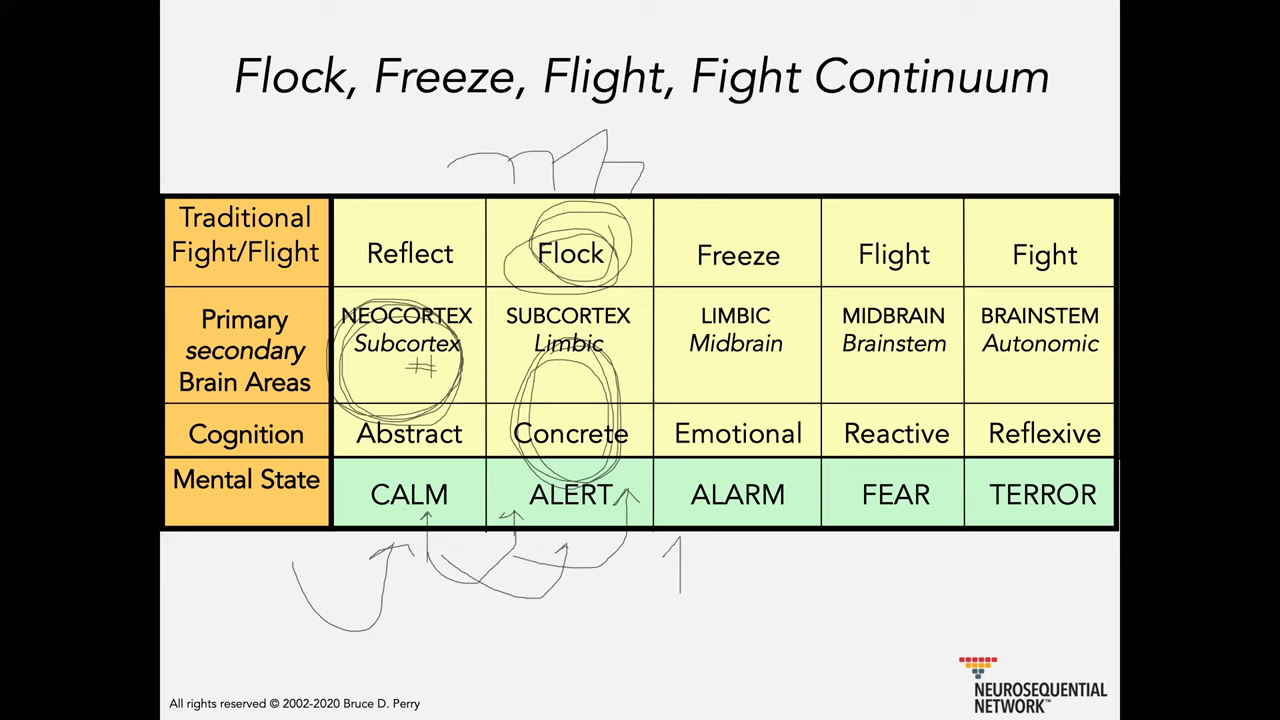 Flock, Freeze, Flight, Fight Continuum
Traditional
Fight/Flight
Reflect
Flock
Freeze
Flight
Fight
Primary
secondary
Brain Areas
NEOCORTEX
Subcortex
#
SUBCORTEX
Limbic
LIMBIC
Midbrain
MIDBRAIN
Brainstem
BRAINSTEM
Autonomic
Cognition
Abstract
Concrete
Emotional
Reactive
Reflexive
Mental State
CALM
ALERT
ALARM
FEAR
TERROR
All rights reserved © 2002-2020 Bruce D. Perry
NEUROSEQUENTIAL
NETWORK™